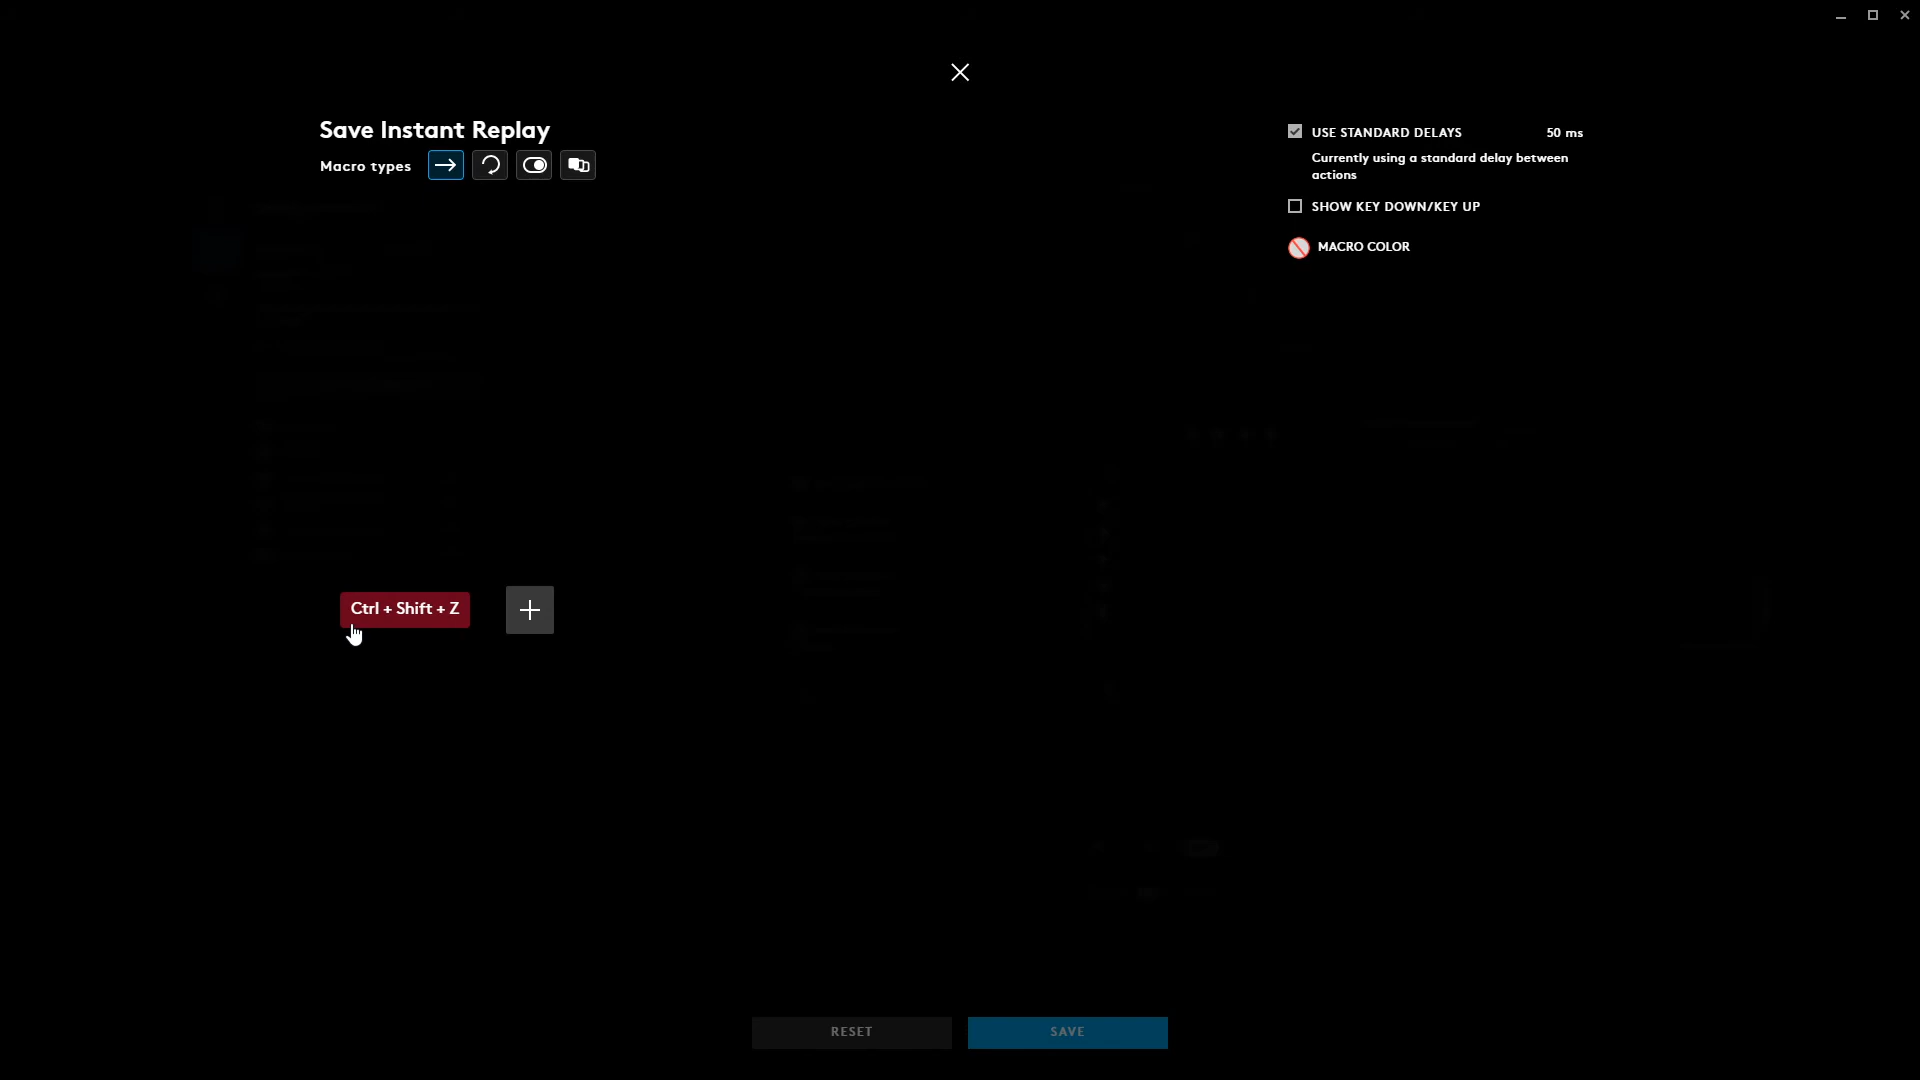 Save Instant Replay
Macro types
USE STANDARD DELAYS 50 ms
Currently using a standard delay between
actions
SHOW KEY DOWN/KEY UP
MACRO COLOR
Ctrl + Shift + Z
RESET
SAVE